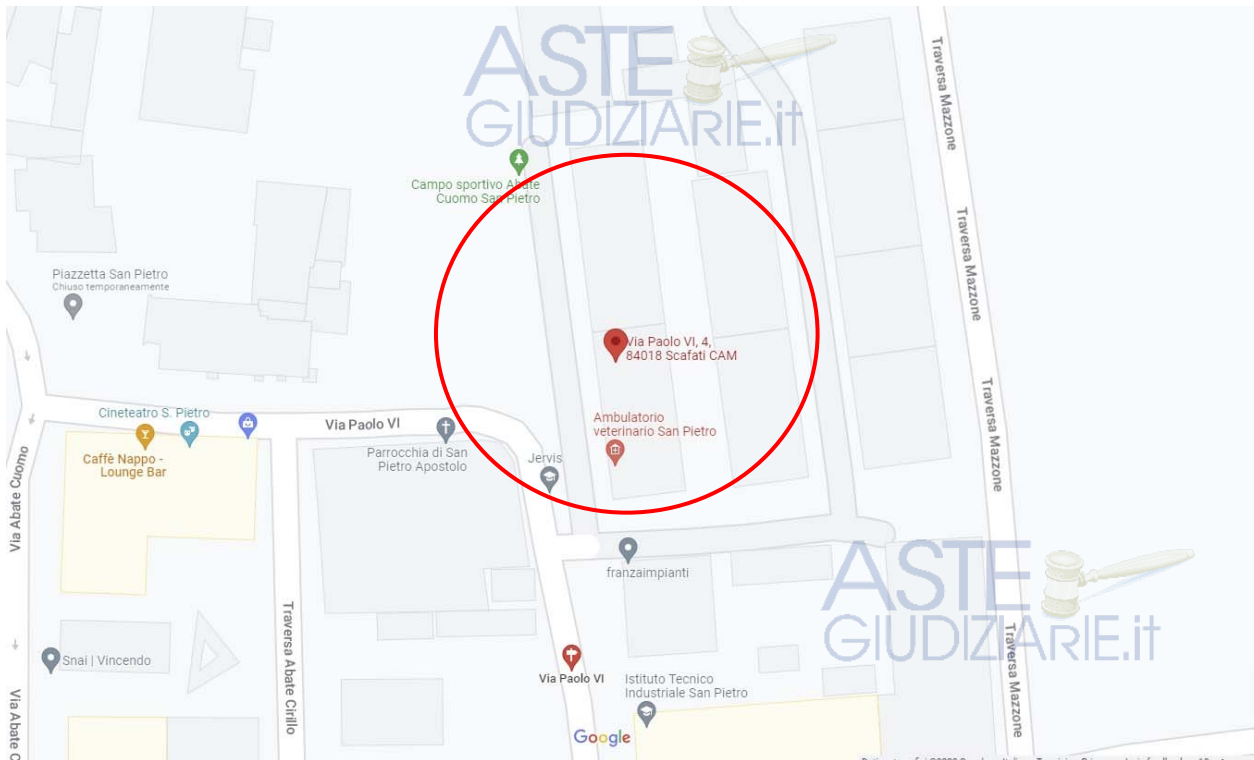 ASTE
GIUDIZIARIE.it
Traversa Mazzone
Campo sportivo Abate
Cuomo San Pietro
Traversa Mazzone
Piazzetta San Pietro
Chiuso temporaneamente
Via Paolo VI, 4,
84018 Scafati CAM
Traversa Mazzone
Cineteatro S. Pietro
Via Paolo VI
Ambulatorio
veterinario San Pietro
Caffè Nappo -
Lounge Bar
Parrocchia di San
Pietro Apostolo
Jervis
Via Abate Cuomo
franzaimpianti
ASTE
GIUDIZIARIE.it
Traversa Abate Cirillo
Traversa Mazzone
Snai | Vincendo
Via Paolo VI
Istituto Tecnico
Industriale San Pietro
Via Abate C
Google